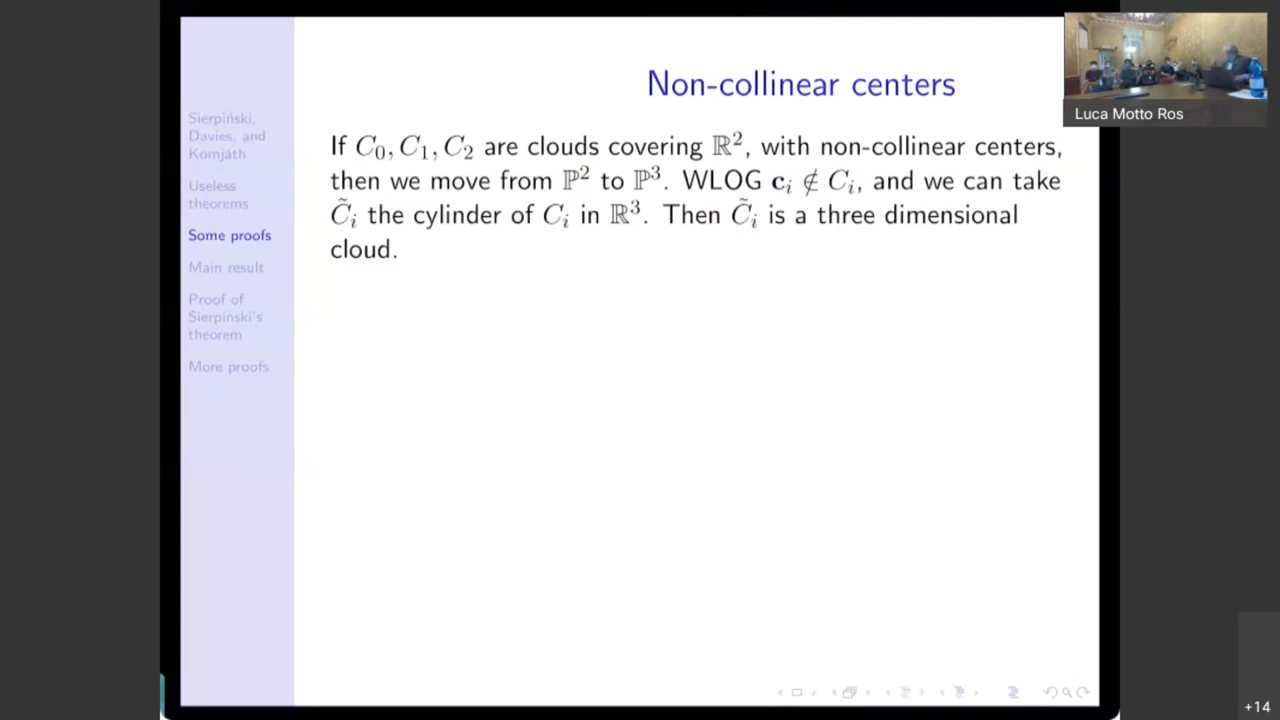 Non-collinear centers
Luca Motto Ros
Sierpiński,
Davies, and
Komjáth
Useless
theorems
Some proofs
Main result
Proof of
Sierpinski's
theorem
More proofs
If C₀, C₁, C₂ are clouds covering ℝ², with non-collinear centers,
then we move from ℙ² to ℙ³. WLOG 𝐜ᵢ ∉ Cᵢ, and we can take
C̃ᵢ the cylinder of Cᵢ in ℝ³. Then C̃ᵢ is a three dimensional
cloud.
+14